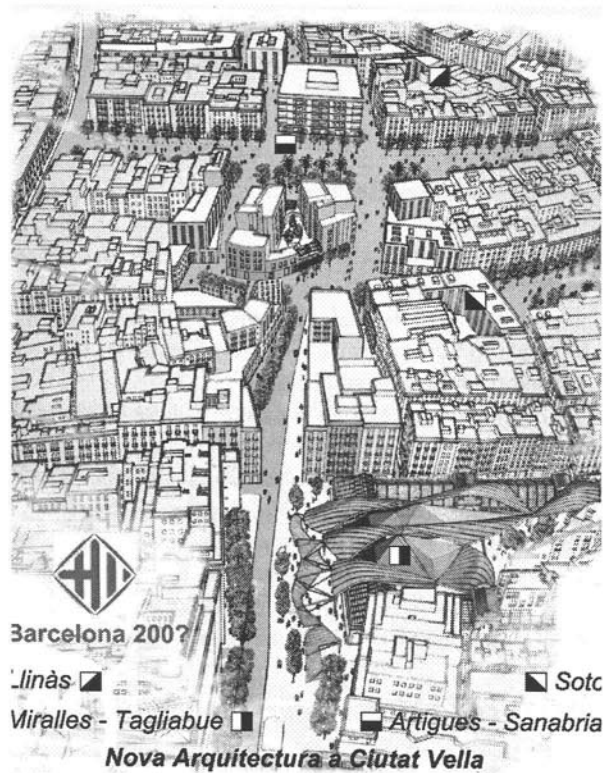 Barcelona 200?
Llinàs
Soto
Miralles - Tagliabue
Artigues - Sanabria
Nova Arquitectura a Ciutat Vella